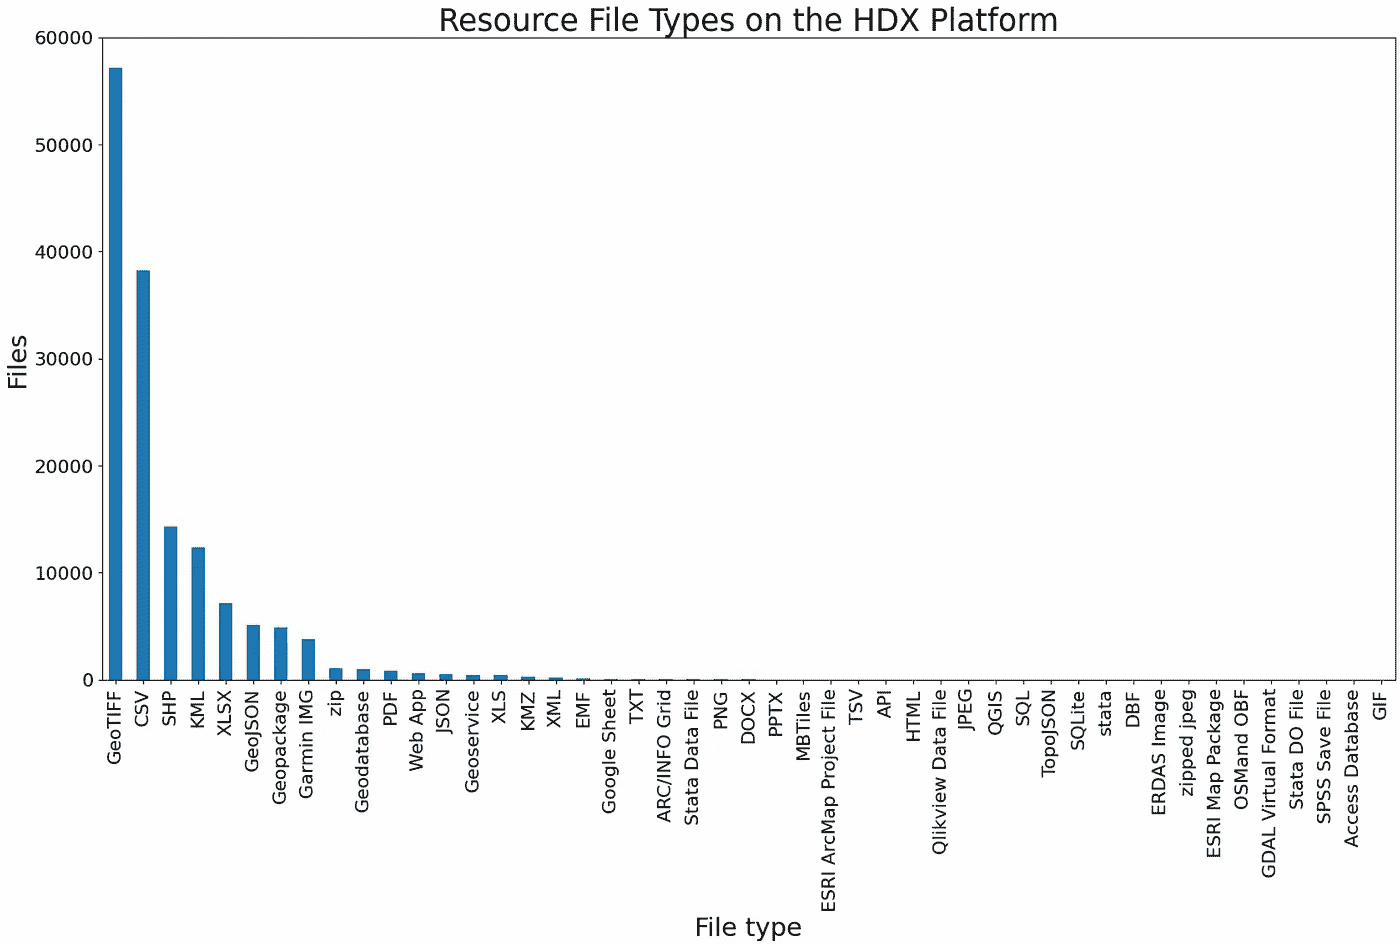 Resource File Types on the HDX Platform
60000
50000
40000
30000
20000
10000
0
Files
GeoTIFF
CSV
SHP
KML
XLSX
GeoJSON
Geopackage
Garmin IMG
zip
Geodatabase
PDF
Web App
JSON
Geoservice
XLS
KMZ
XML
EMF
Google Sheet
TXT
ARC/INFO Grid
Stata Data File
PNG
DOCX
PPTX
MBTiles
ESRI ArcMap Project File
TSV
API
HTML
Qlikview Data File
JPEG
QGIS
SQL
TopoJSON
SQLite
stata
DBF
ERDAS Image
zipped jpeg
ESRI Map Package
OSMand OBF
GDAL Virtual Format
Stata DO File
SPSS Save File
Access Database
GIF
File type